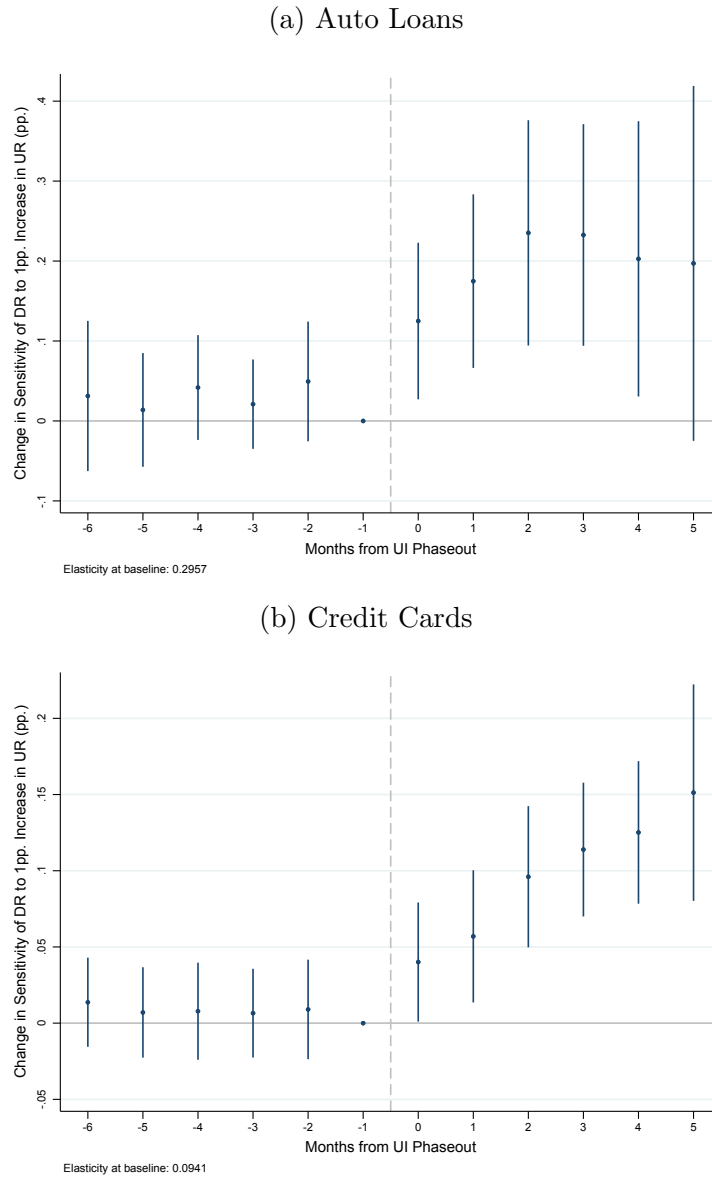 (a) Auto Loans
Change in Sensitivity of DR to 1pp. Increase in UR (pp.)
.4
.3
.2
.1
0
-.1
-6 -5 -4 -3 -2 -1 0 1 2 3 4 5
Months from UI Phaseout
Elasticity at baseline: 0.2957
(b) Credit Cards
Change in Sensitivity of DR to 1pp. Increase in UR (pp.)
.2
.15
.1
.05
0
-.05
-6 -5 -4 -3 -2 -1 0 1 2 3 4 5
Months from UI Phaseout
Elasticity at baseline: 0.0941